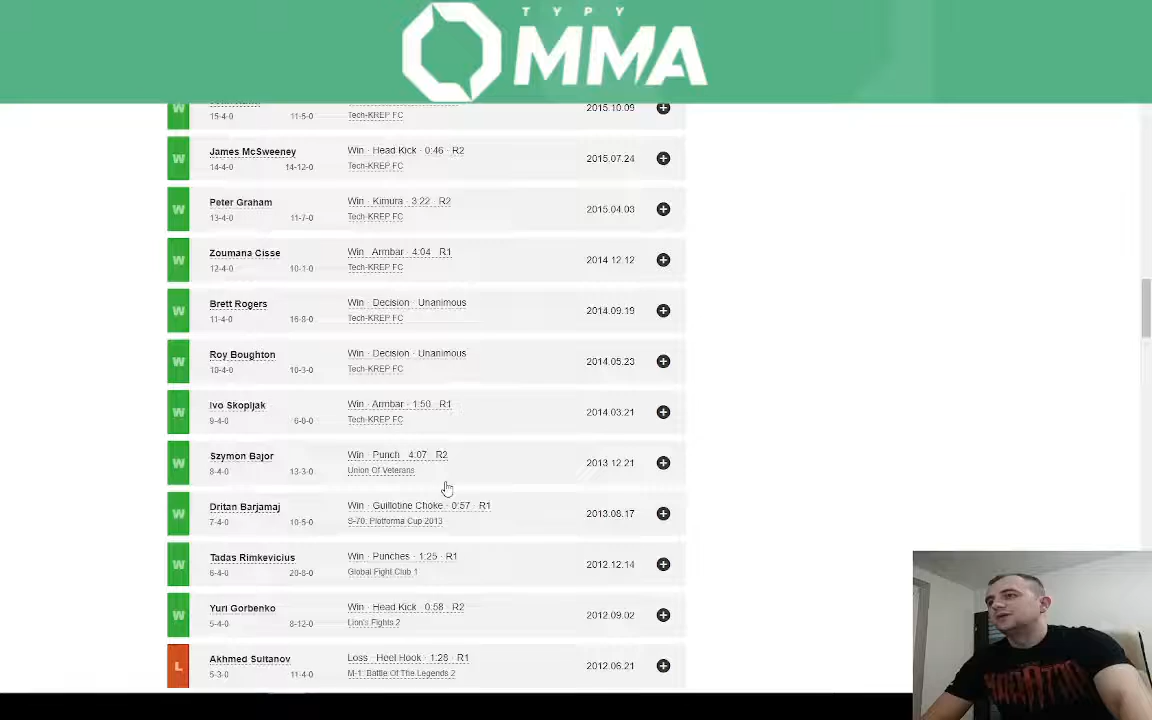 TYPY
MMA
15-4-0 11-5-0 Tech-KREP FC 2015.10.09
James McSweeney Win · Head Kick · 0:46 · R2
14-4-0 14-12-0 Tech-KREP FC 2015.07.24
Peter Graham Win · Kimura · 3:22 · R2
13-4-0 11-7-0 Tech-KREP FC 2015.04.03
Zoumana Cisse Win · Armbar · 4:04 · R1
12-4-0 10-1-0 Tech-KREP FC 2014.12.12
Brett Rogers Win · Decision · Unanimous
11-4-0 16-8-0 Tech-KREP FC 2014.09.19
Roy Boughton Win · Decision · Unanimous
10-4-0 10-3-0 Tech-KREP FC 2014.05.23
Ivo Skopljak Win · Armbar · 1:50 · R1
9-4-0 6-8-0 Tech-KREP FC 2014.03.21
Szymon Bajor Win · Punch · 4:07 · R2
8-4-0 13-3-0 Union Of Veterans 2013.12.21
Dritan Barjamaj Win · Guillotine Choke · 0:57 · R1
7-4-0 10-5-0 S-70: Plotforma Cup 2013 2013.08.17
Tadas Rimkevicius Win · Punches · 1:25 · R1
6-4-0 20-8-0 Global Fight Club 1 2012.12.14
Yuri Gorbenko Win · Head Kick · 0:58 · R2
5-4-0 8-12-0 Lion's Fights 2 2012.09.02
Akhmed Sultanov Loss · Heel Hook · 1:28 · R1
5-3-0 11-4-0 M-1: Battle Of The Legends 2 2012.06.21